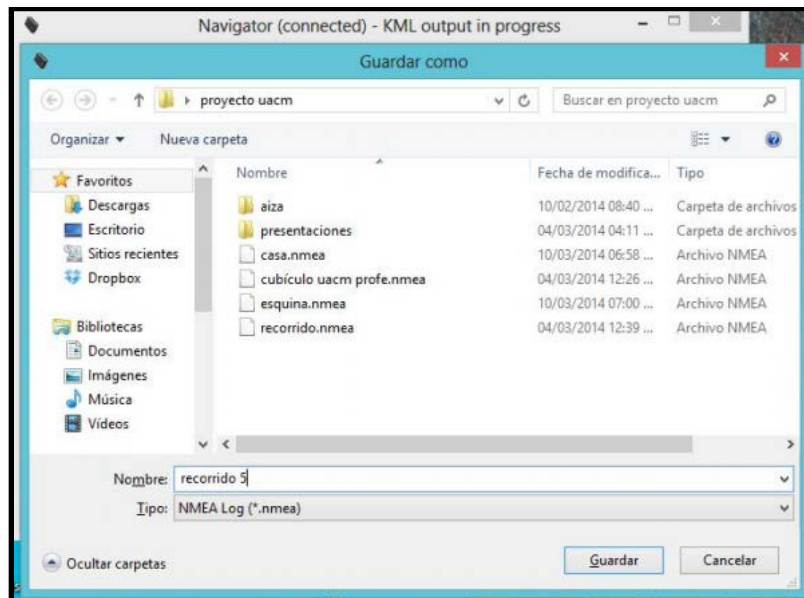 Navigator (connected) - KML output in progress
Guardar como
proyecto uacm
Buscar en proyecto uacm
Organizar
Nueva carpeta
Favoritos
Descargas
Escritorio
Sitios recientes
Dropbox
Bibliotecas
Documentos
Imágenes
Música
Vídeos
Nombre Fecha de modifica... Tipo
aiza 10/02/2014 08:40 ... Carpeta de archivos
presentaciones 04/03/2014 04:11 ... Carpeta de archivos
casa.nmea 10/03/2014 06:58 ... Archivo NMEA
cubículo uacm profe.nmea 04/03/2014 12:26 ... Archivo NMEA
esquina.nmea 10/03/2014 07:00 ... Archivo NMEA
recorrido.nmea 04/03/2014 12:39 ... Archivo NMEA
Nombre: recorrido 5
Tipo: NMEA Log (*.nmea)
Ocultar carpetas
Guardar
Cancelar